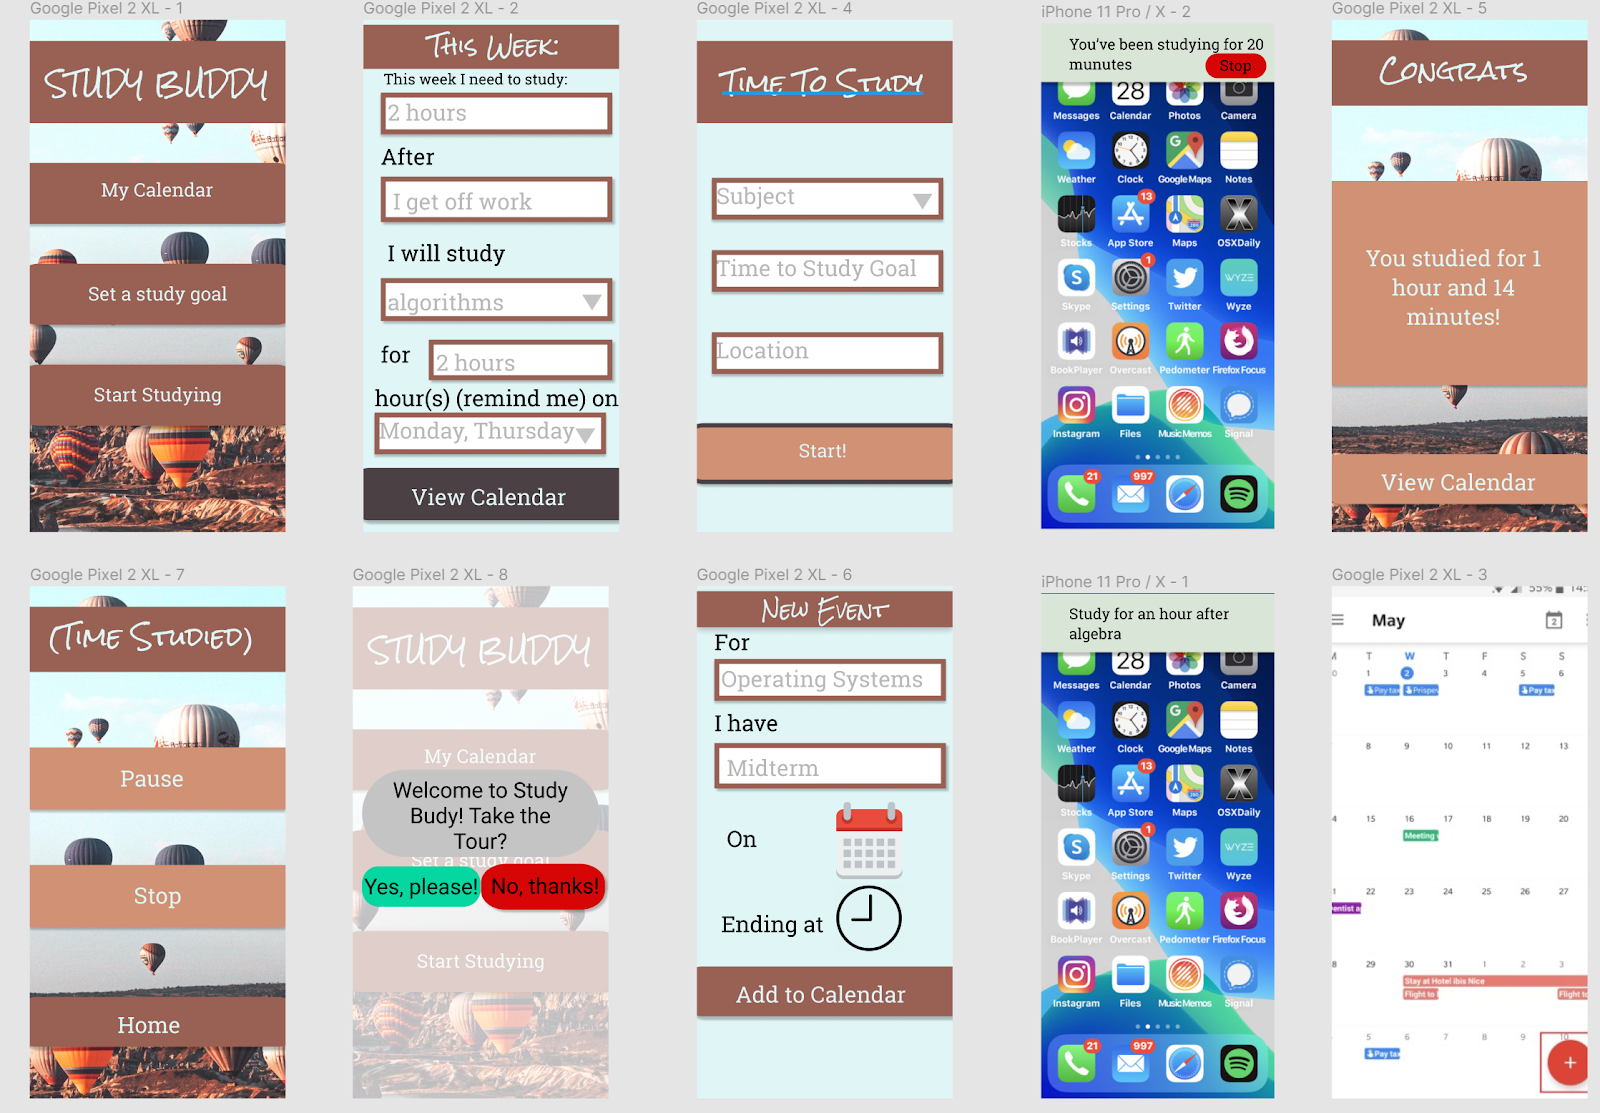 Google Pixel 2 XL - 1
STUDY BUDDY
My Calendar
Set a study goal
Start Studying
Google Pixel 2 XL - 2
THIS WEEK:
This week I need to study:
2 hours
After
I get off work
I will study
algorithms
for
2 hours
hour(s) (remind me) on
Monday, Thursday
View Calendar
Google Pixel 2 XL - 4
TIME TO STUDY
Subject
Time to Study Goal
Location
Start!
iPhone 11 Pro / X - 2
You've been studying for 20
munutes
Stop
28
Messages Calendar Photos Camera
Weather Clock Google Maps Notes
13
Stocks App Store Maps OSXDaily
1
WYZE
Skype Settings Twitter Wyze
BookPlayer Overcast Pedometer Firefox Focus
Instagram Files MusicMemos Signal
21 997
Google Pixel 2 XL - 5
CONGRATS
You studied for 1
hour and 14
minutes!
View Calendar
Google Pixel 2 XL - 7
(TIME STUDIED)
Pause
Stop
Home
Google Pixel 2 XL - 8
STUDY BUDDY
My Calendar
Welcome to Study
Budy! Take the
Tour?
Set a study goal
Yes, please! No, thanks!
Start Studying
Google Pixel 2 XL - 6
NEW EVENT
For
Operating Systems
I have
Midterm
On
Ending at
Add to Calendar
iPhone 11 Pro / X - 1
Study for an hour after
algebra
28
Messages Calendar Photos Camera
Weather Clock Google Maps Notes
13
Stocks App Store Maps OSXDaily
1
WYZE
Skype Settings Twitter Wyze
BookPlayer Overcast Pedometer Firefox Focus
Instagram Files MusicMemos Signal
21 997
Google Pixel 2 XL - 3
55% 14:
May 2
T W T F S S
1 2 3 4 5 6
Pay tax Pay tax
8 9 10 11 12 13
15 16 17 18 19 20
Meeting
22 23 24 25 26 27
29 30 31 1 2 3
Stay at Hotel Ibis Nice
Flight to Flight to
5 6 7 8 9 10
Pay tax
+